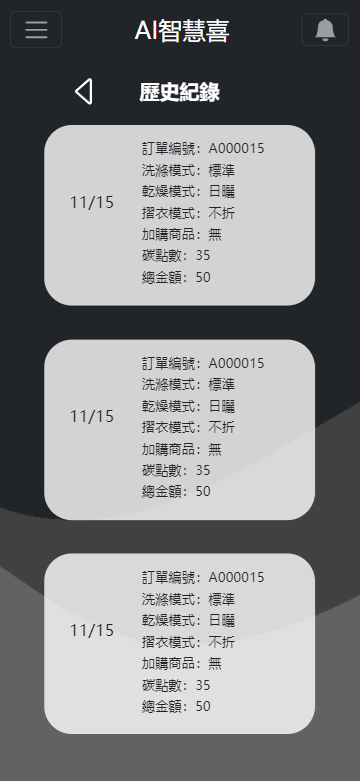 AI智慧喜
歷史紀錄
11/15
訂單編號: A000015
洗滌模式: 標準
乾燥模式: 日曬
摺衣模式: 不折
加購商品: 無
碳點數: 35
總金額: 50
11/15
訂單編號: A000015
洗滌模式: 標準
乾燥模式: 日曬
摺衣模式: 不折
加購商品: 無
碳點數: 35
總金額: 50
11/15
訂單編號: A000015
洗滌模式: 標準
乾燥模式: 日曬
摺衣模式: 不折
加購商品: 無
碳點數: 35
總金額: 50